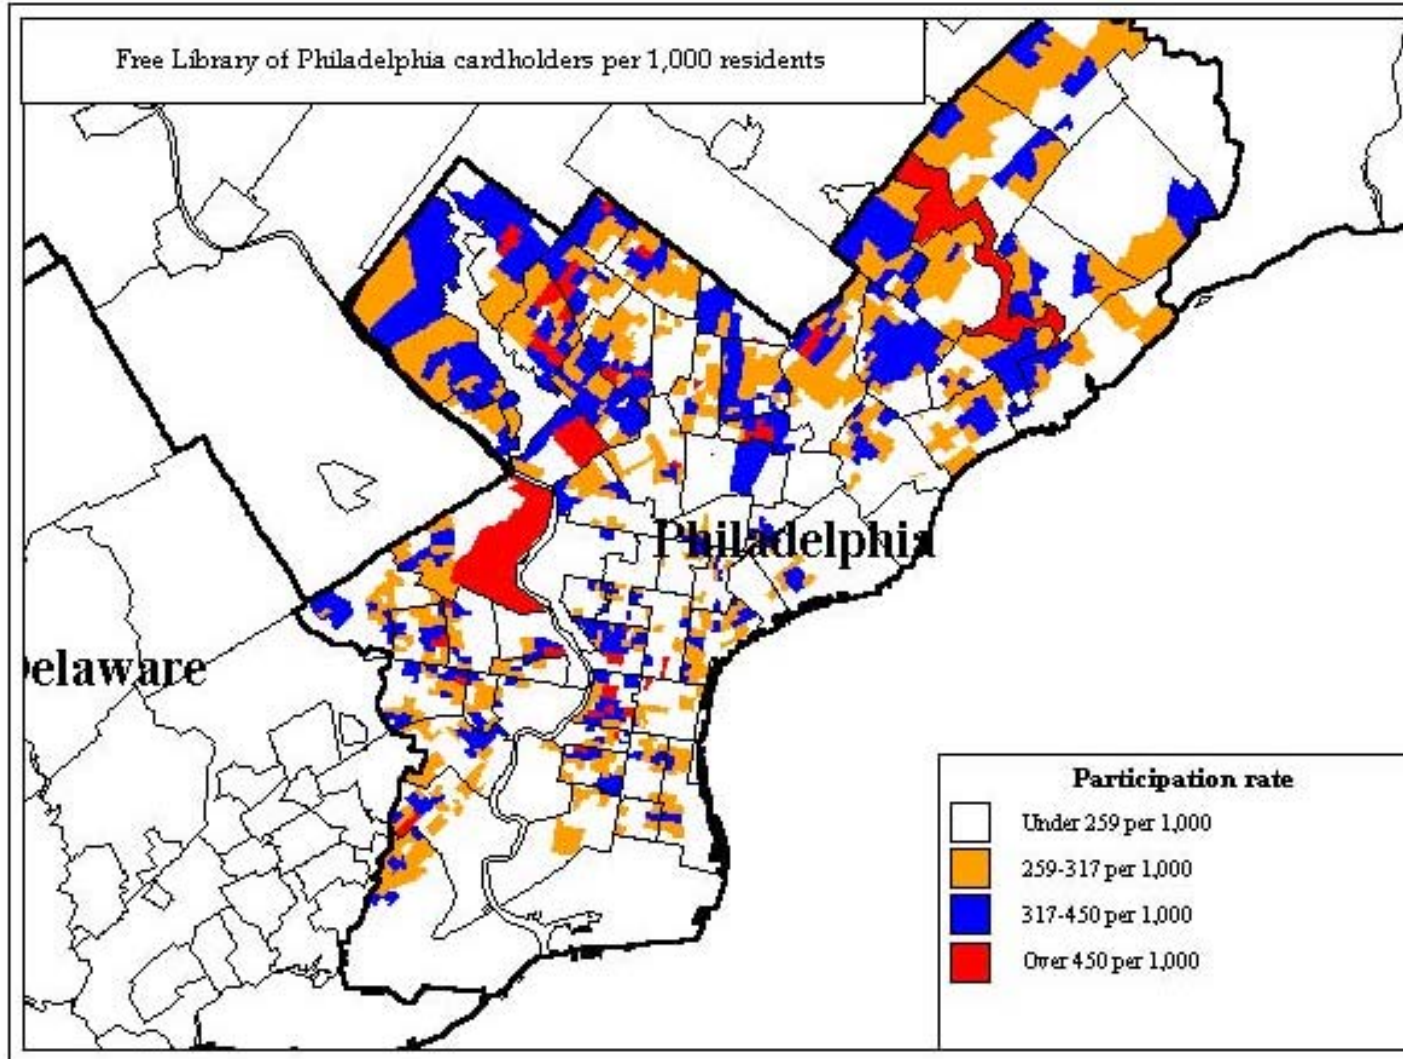 Free Library of Philadelphia cardholders per 1,000 residents
Philadelphia
elaware
Participation rate
Under 259 per 1,000
259-317 per 1,000
317-450 per 1,000
Over 450 per 1,000